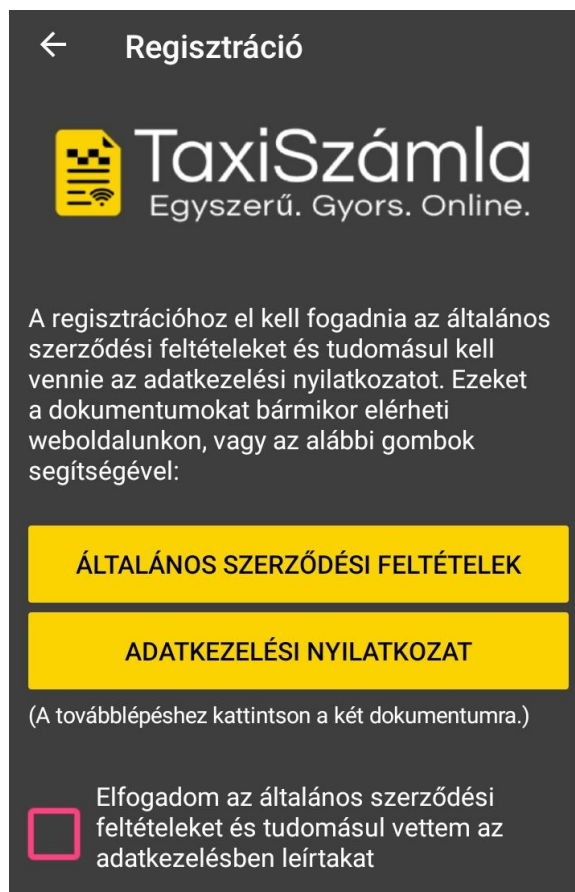 Regisztráció
TaxiSzámla
Egyszerű. Gyors. Online.
A regisztrációhoz el kell fogadnia az általános
szerződési feltételeket és tudomásul kell
vennie az adatkezelési nyilatkozatot. Ezeket
a dokumentumokat bármikor elérheti
weboldalunkon, vagy az alábbi gombok
segítségével:
ÁLTALÁNOS SZERZŐDÉSI FELTÉTELEK
ADATKEZELÉSI NYILATKOZAT
(A továbblépéshez kattintson a két dokumentumra.)
Elfogadom az általános szerződési
feltételeket és tudomásul vettem az
adatkezelésben leírtakat